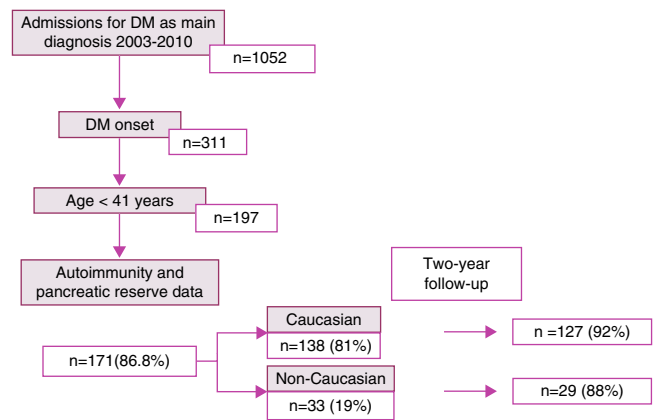 Admissions for DM as main
diagnosis 2003-2010
n=1052
DM onset
n=311
Age < 41 years
n=197
Autoimmunity and
pancreatic reserve data
Two-year
follow-up
n=171(86.8%)
Caucasian
n=138 (81%)
n =127 (92%)
Non-Caucasian
n=33 (19%)
n=29 (88%)